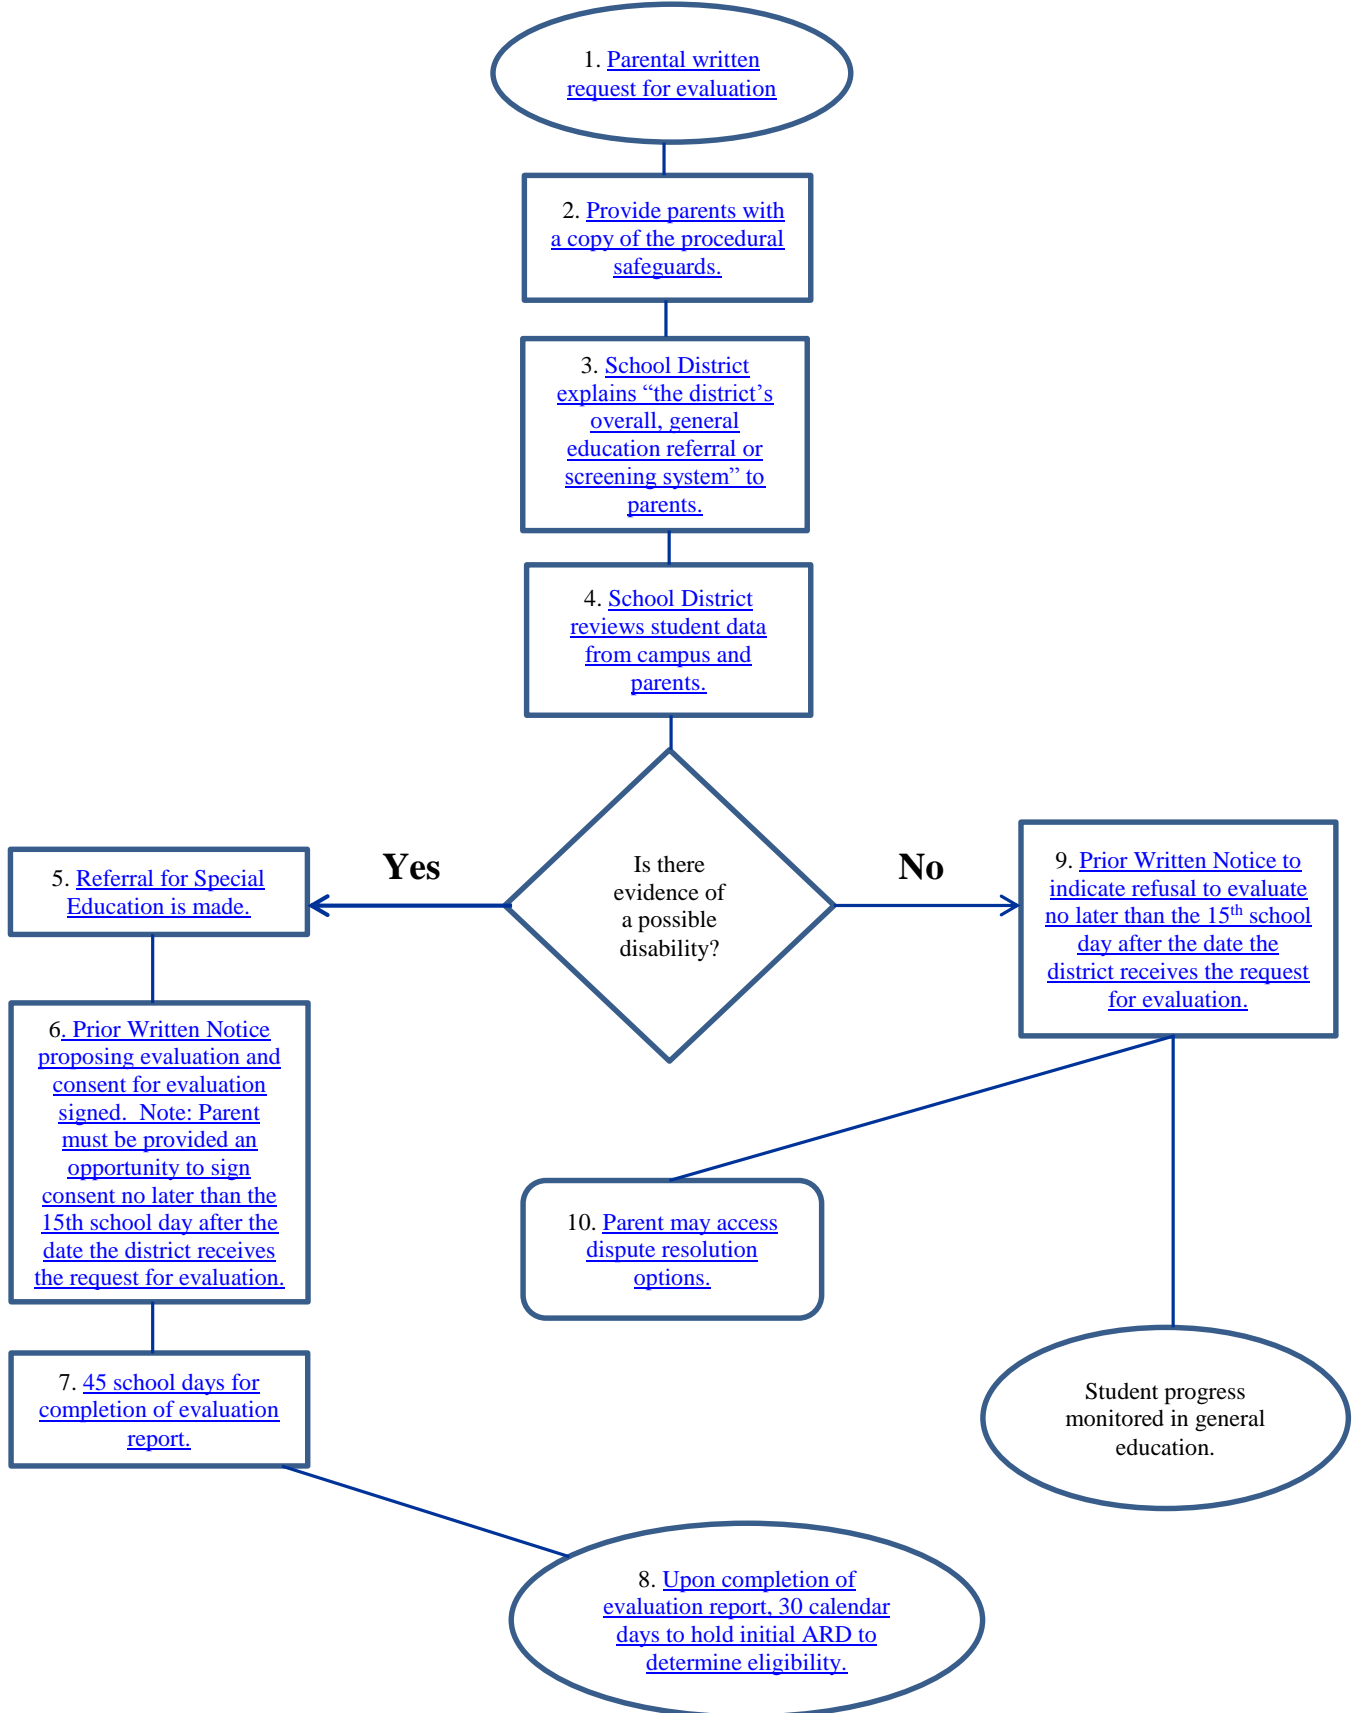 1. Parental written
request for evaluation
2. Provide parents with
a copy of the procedural
safeguards.
3. School District
explains “the district’s
overall, general
education referral or
screening system” to
parents.
4. School District
reviews student data
from campus and
parents.
Is there
evidence of
a possible
disability?
Yes
No
5. Referral for Special
Education is made.
6. Prior Written Notice
proposing evaluation and
consent for evaluation
signed.  Note: Parent
must be provided an
opportunity to sign
consent no later than the
15th school day after the
date the district receives
the request for evaluation.
7. 45 school days for
completion of evaluation
report.
8. Upon completion of
evaluation report, 30 calendar
days to hold initial ARD to
determine eligibility.
9. Prior Written Notice to
indicate refusal to evaluate
no later than the 15th school
day after the date the
district receives the request
for evaluation.
10. Parent may access
dispute resolution
options.
Student progress
monitored in general
education.